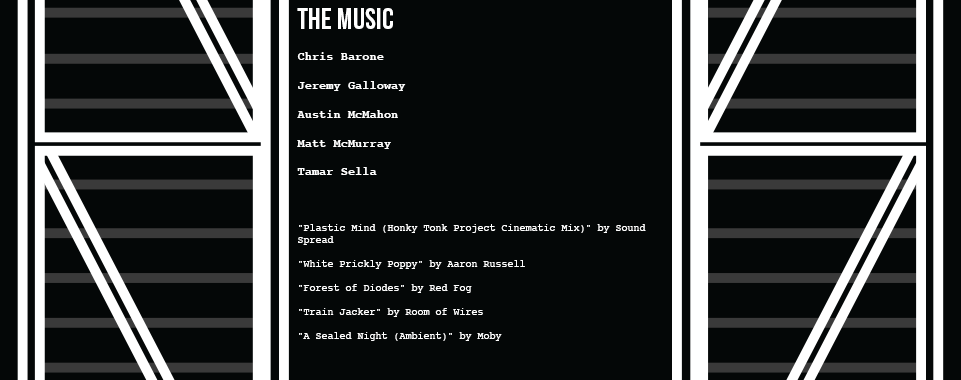 THE MUSIC
Chris Barone
Jeremy Galloway
Austin McMahon
Matt McMurray
Tamar Sella
"Plastic Mind (Honky Tonk Project Cinematic Mix)" by Sound
Spread
"White Prickly Poppy" by Aaron Russell
"Forest of Diodes" by Red Fog
"Train Jacker" by Room of Wires
"A Sealed Night (Ambient)" by Moby